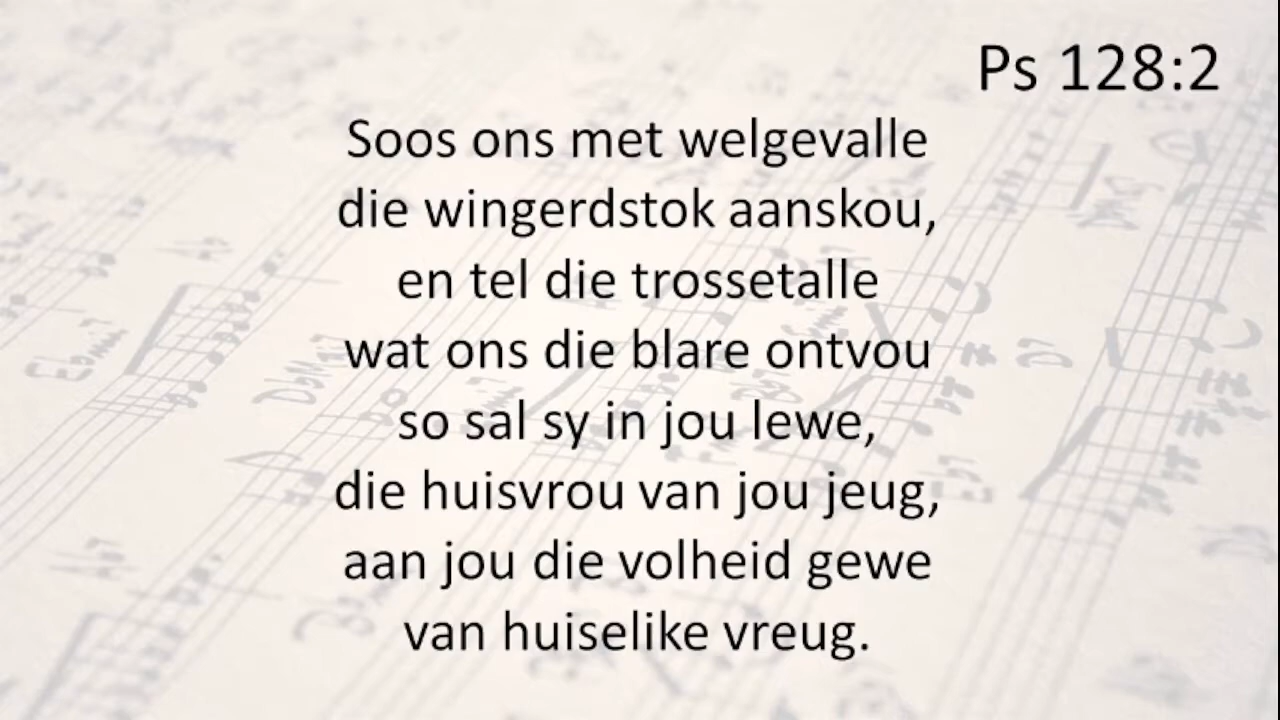 Ps 128:2
Soos ons met welgevalle
die wingerdstok aanskou,
en tel die trossetalle
wat ons die blare ontvou
so sal sy in jou lewe,
die huisvrou van jou jeug,
aan jou die volheid gewe
van huiselike vreug.